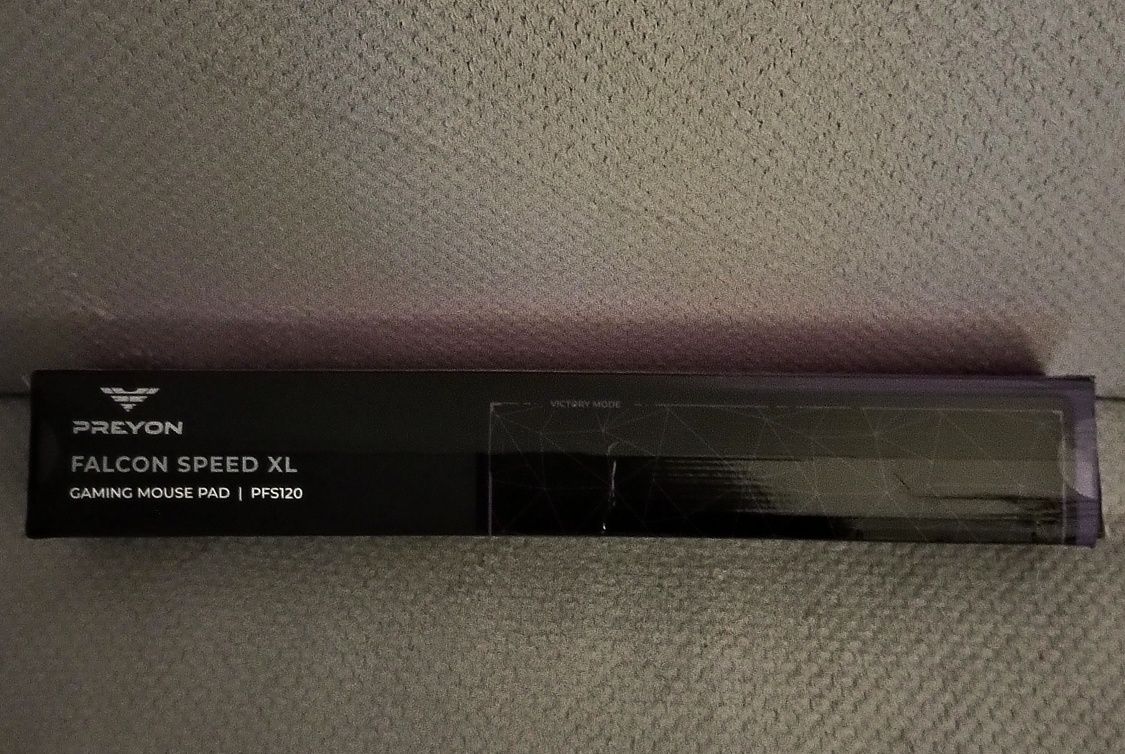 PREYON
FALCON SPEED XL
GAMING MOUSE PAD | PFS120
VICTORY MODE